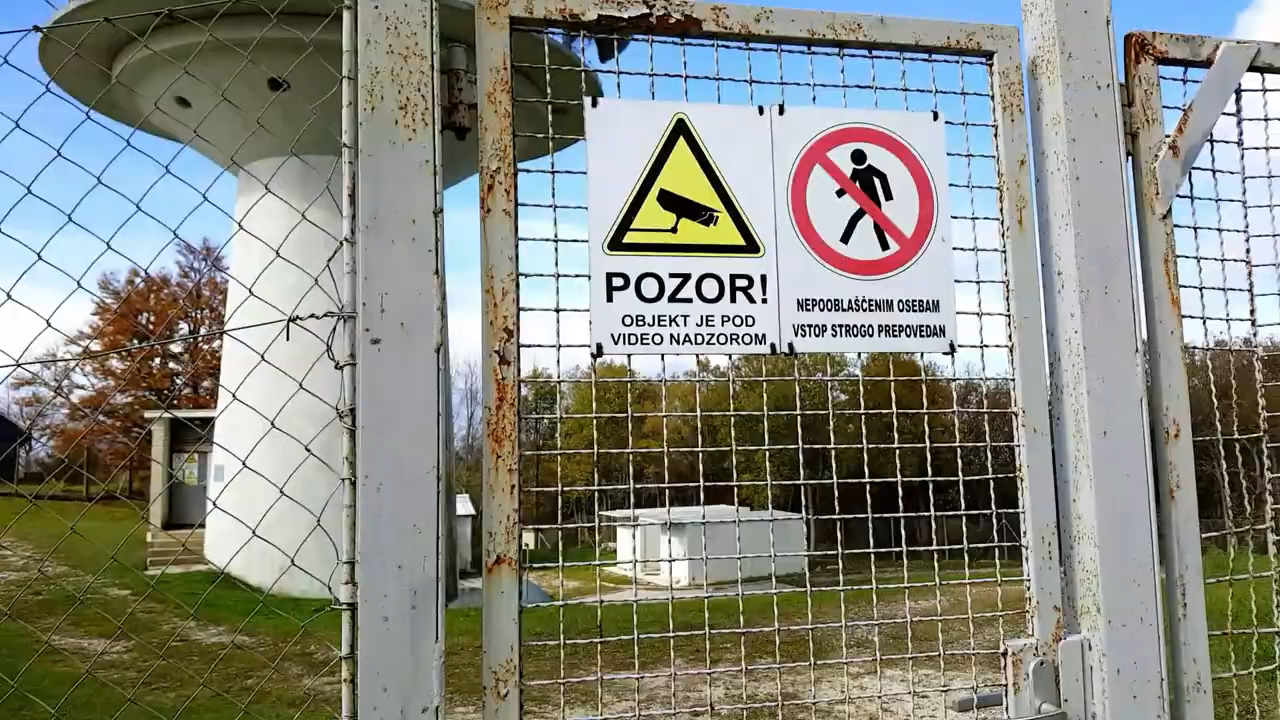 POZOR!
OBJEKT JE POD
VIDEO NADZOROM
NEPOOBLAŠČENIM OSEBAM
VSTOP STROGO PREPOVEDAN